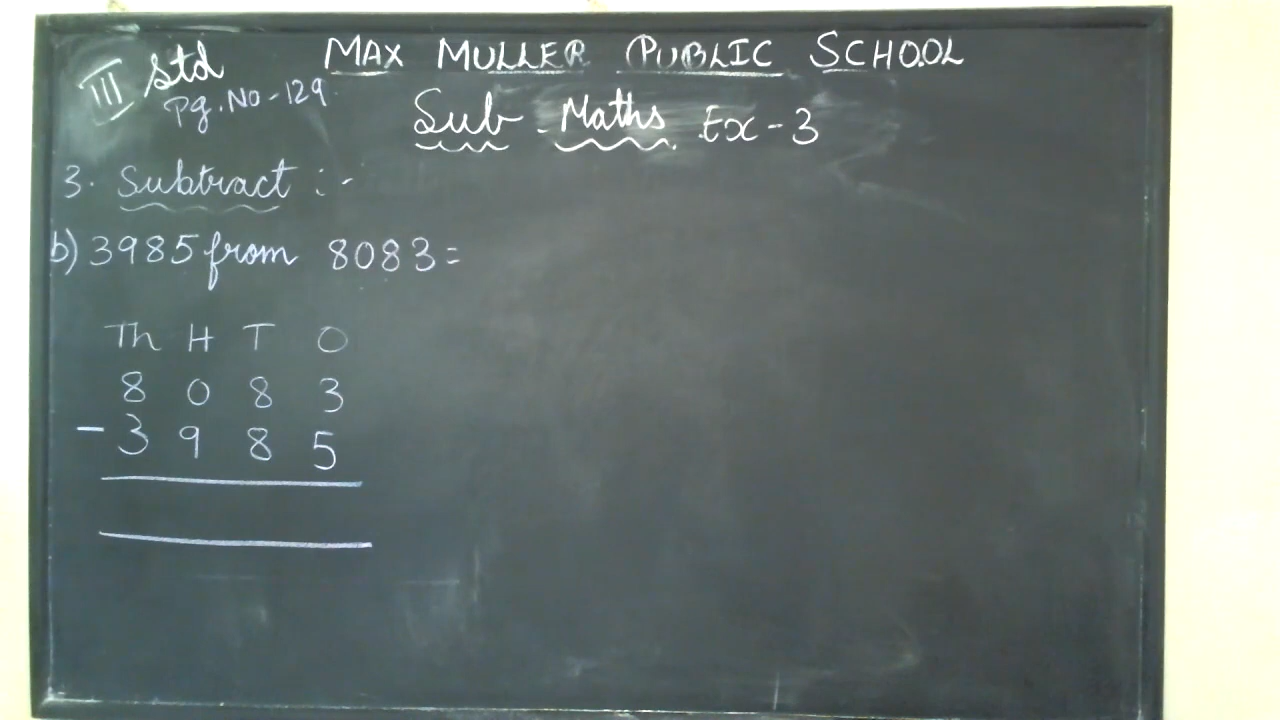 III Std MAX MULLER PUBLIC SCHOOL
Pg. No - 129.
Sub - Maths. Ex - 3
3. Subtract :-
b) 3985 from 8083 =
Th H T O
8 0 8 3
- 3 9 8 5